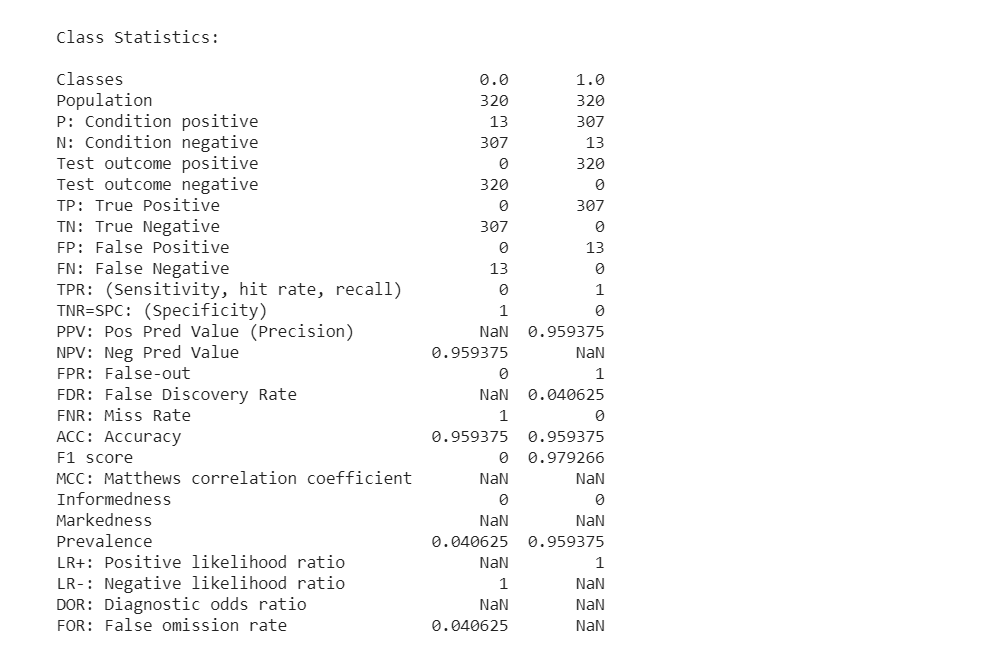 Class Statistics:
Classes 0.0 1.0
Population 320 320
P: Condition positive 13 307
N: Condition negative 307 13
Test outcome positive 0 320
Test outcome negative 320 0
TP: True Positive 0 307
TN: True Negative 307 0
FP: False Positive 0 13
FN: False Negative 13 0
TPR: (Sensitivity, hit rate, recall) 0 1
TNR=SPC: (Specificity) 1 0
PPV: Pos Pred Value (Precision) NaN 0.959375
NPV: Neg Pred Value 0.959375 NaN
FPR: False-out 0 1
FDR: False Discovery Rate NaN 0.040625
FNR: Miss Rate 1 0
ACC: Accuracy 0.959375 0.959375
F1 score 0 0.979266
MCC: Matthews correlation coefficient NaN NaN
Informedness 0 0
Markedness NaN NaN
Prevalence 0.040625 0.959375
LR+: Positive likelihood ratio NaN 1
LR-: Negative likelihood ratio 1 NaN
DOR: Diagnostic odds ratio NaN NaN
FOR: False omission rate 0.040625 NaN